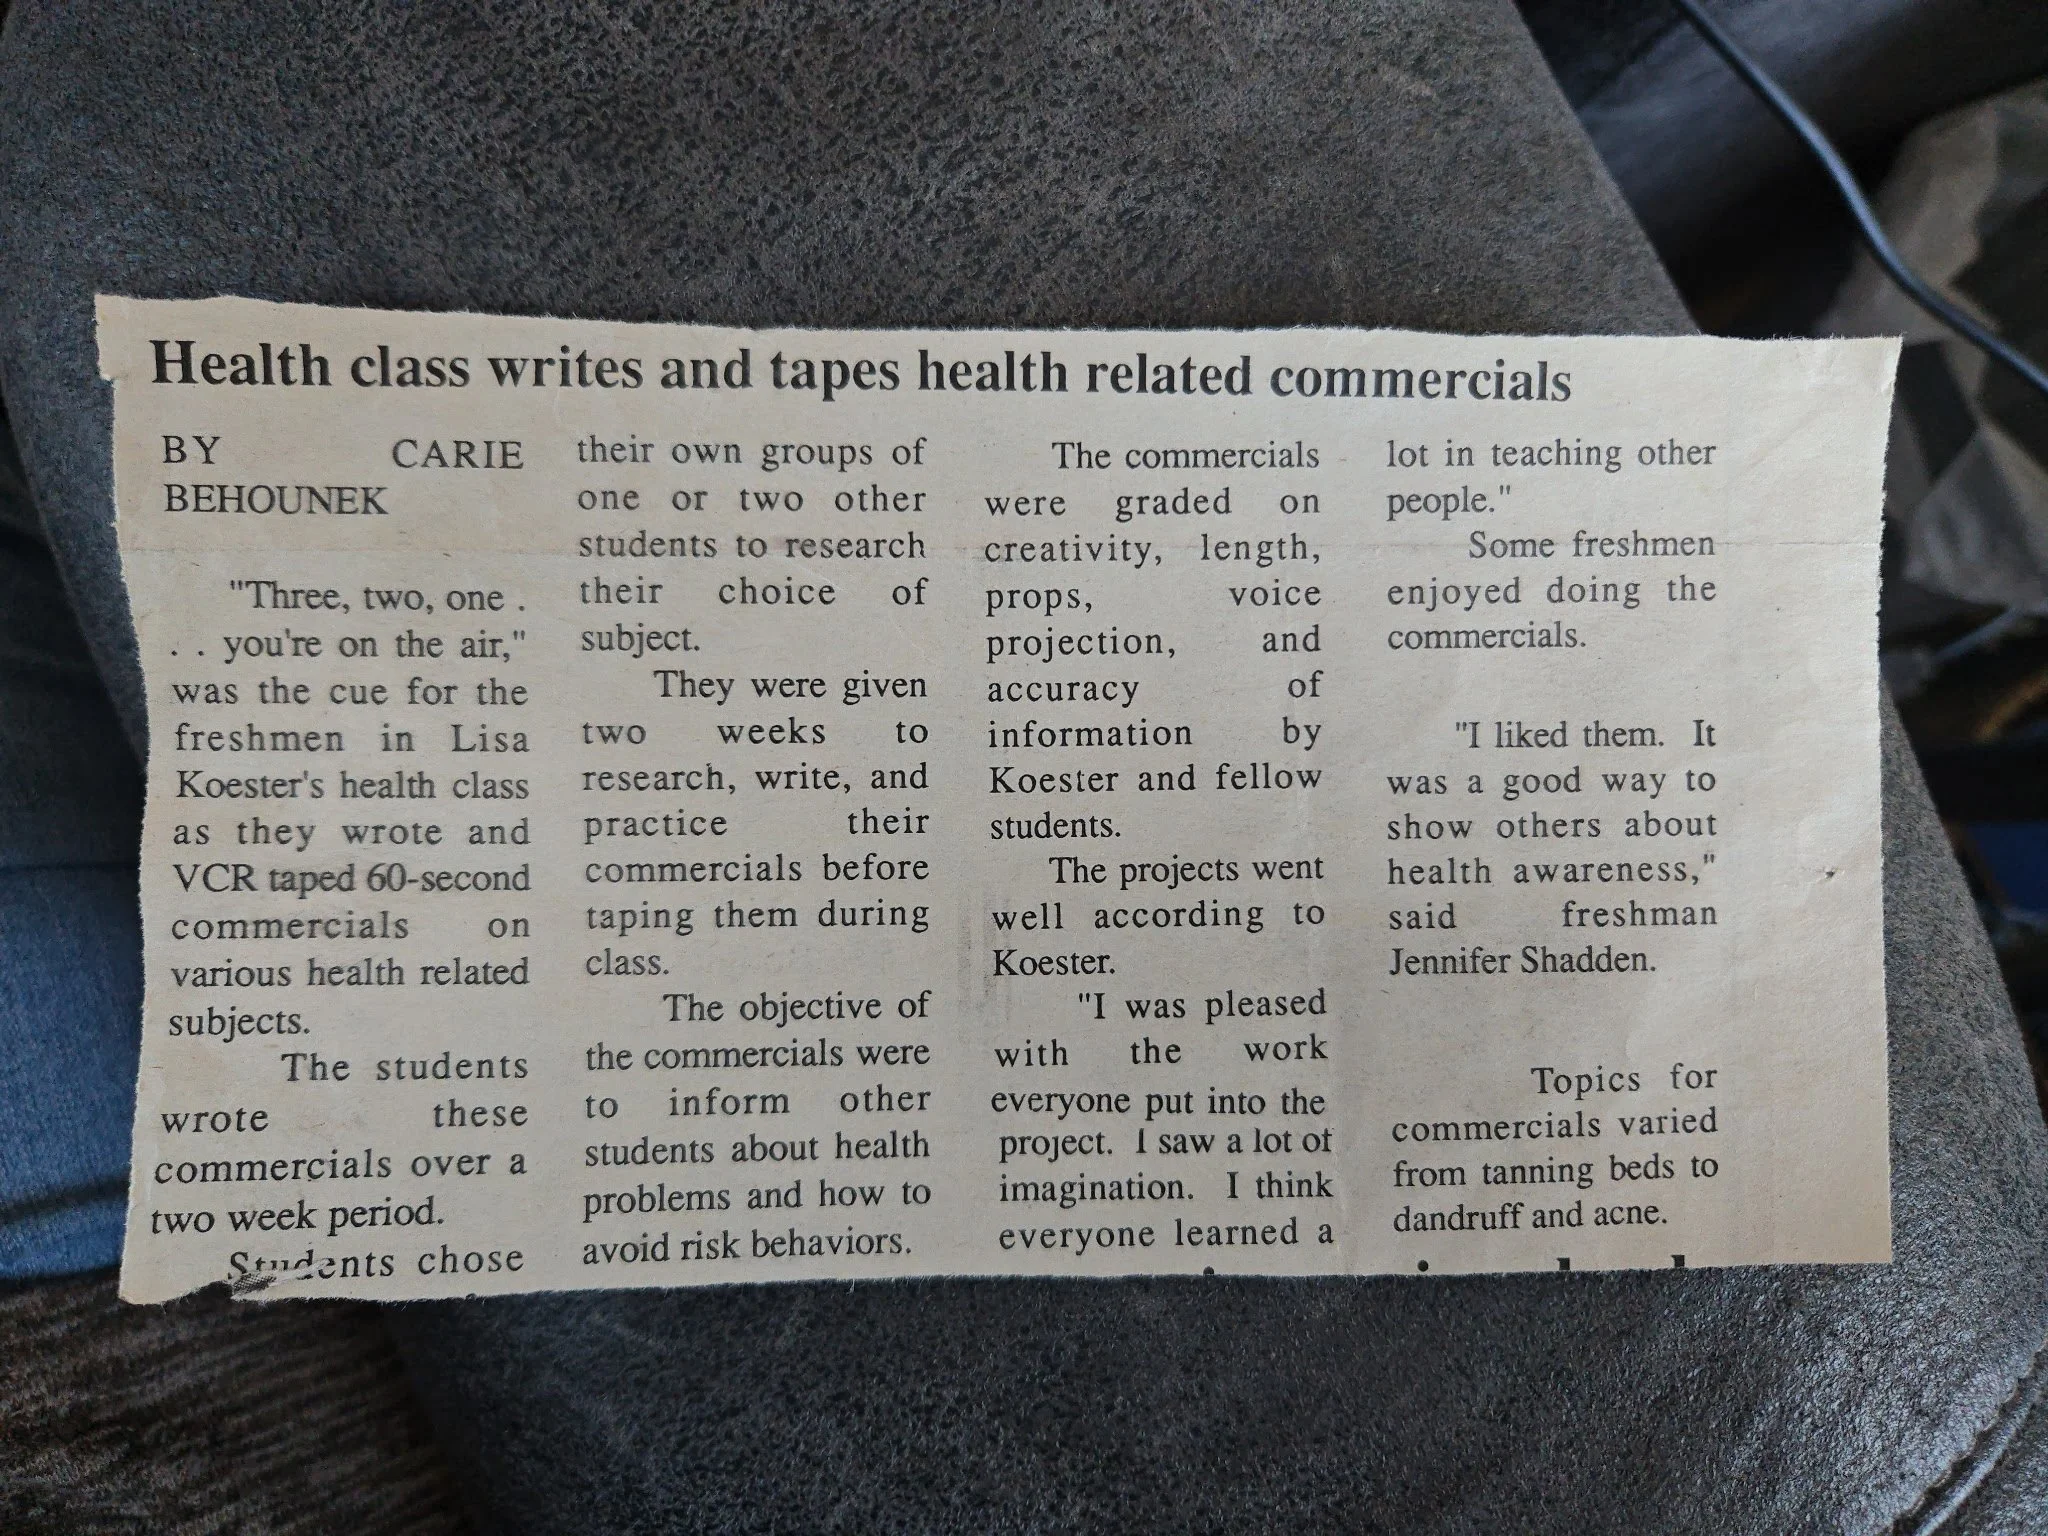 Health class writes and tapes health related commercials
BY CARIE
BEHOUNEK
"Three, two, one .
. . you're on the air,"
was the cue for the
freshmen in Lisa
Koester's health class
as they wrote and
VCR taped 60-second
commercials on
various health related
subjects.
The students
wrote these
commercials over a
two week period.
Students chose
their own groups of
one or two other
students to research
their choice of
subject.
They were given
two weeks to
research, write, and
practice their
commercials before
taping them during
class.
The objective of
the commercials were
to inform other
students about health
problems and how to
avoid risk behaviors.
The commercials
were graded on
creativity, length,
props, voice
projection, and
accuracy of
information by
Koester and fellow
students.
The projects went
well according to
Koester.
"I was pleased
with the work
everyone put into the
project. I saw a lot of
imagination. I think
everyone learned a
lot in teaching other
people."
Some freshmen
enjoyed doing the
commercials.
"I liked them. It
was a good way to
show others about
health awareness,"
said freshman
Jennifer Shadden.
Topics for
commercials varied
from tanning beds to
dandruff and acne.